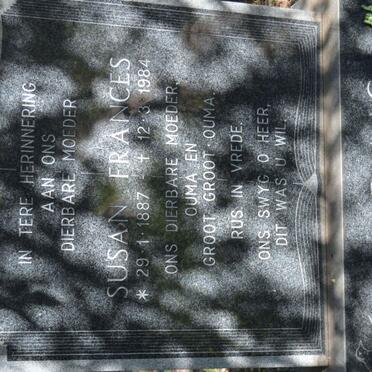 IN TERE HERINNERING
AAN ONS
DIERBARE MOEDER
SUSAN FRANCES
* 29·1·1887 † 12·3·1984
ONS DIERBARE MOEDER,
OUMA EN
GROOT-GROOT-OUMA.
RUS IN VREDE.
ONS SWYG O HEER,
DIT WAS U WIL.